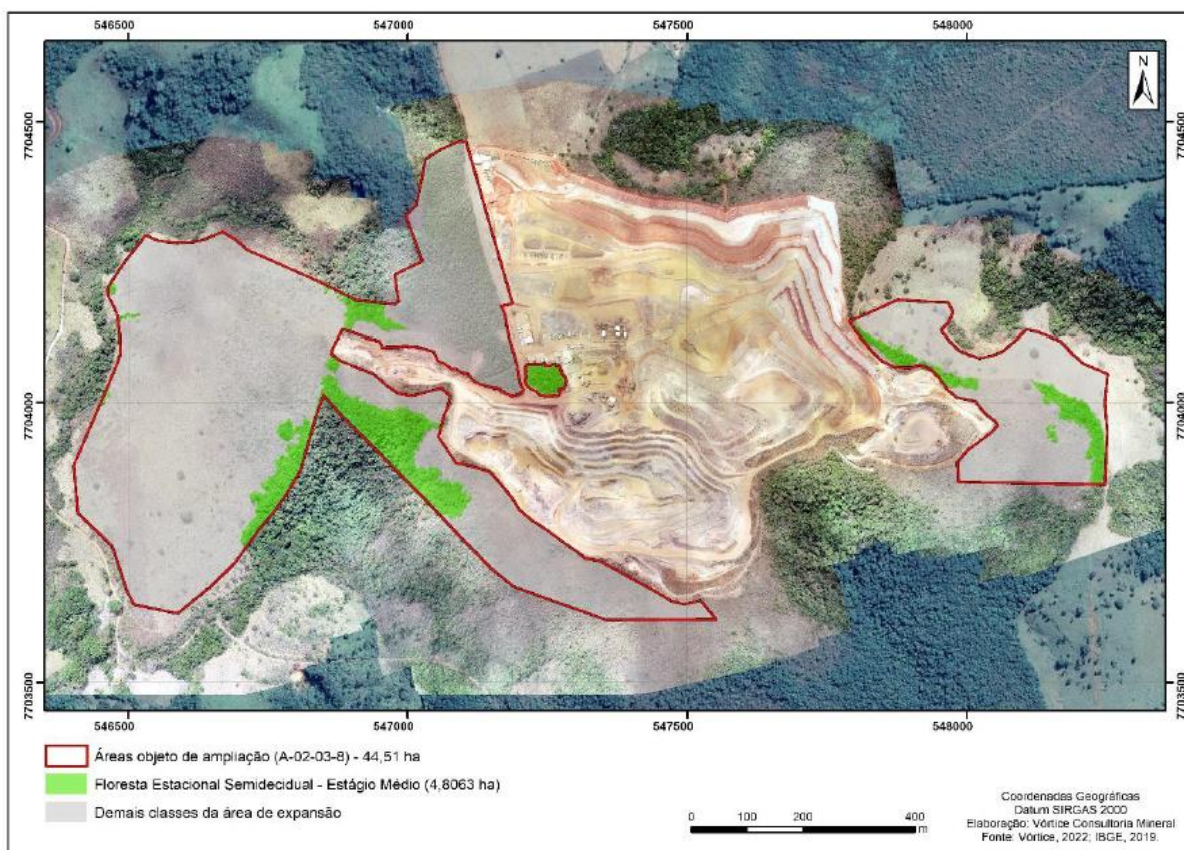 546500 547000 547500 548000
N
7704500 7704500
7704000 7704000
7703500 7703500
546500 547000 547500 548000
Áreas objeto de ampliação (A-02-03-8) - 44,51 ha
Floresta Estacional Semidecidual - Estágio Médio (4,8063 ha)
Demais classes da área de expansão
0 100 200 400
m
Coordenadas Geográficas
Datum SIRGAS 2000
Elaboração: Vórtice Consultoria Mineral
Fonte: Vórtice, 2022; IBGE, 2019.